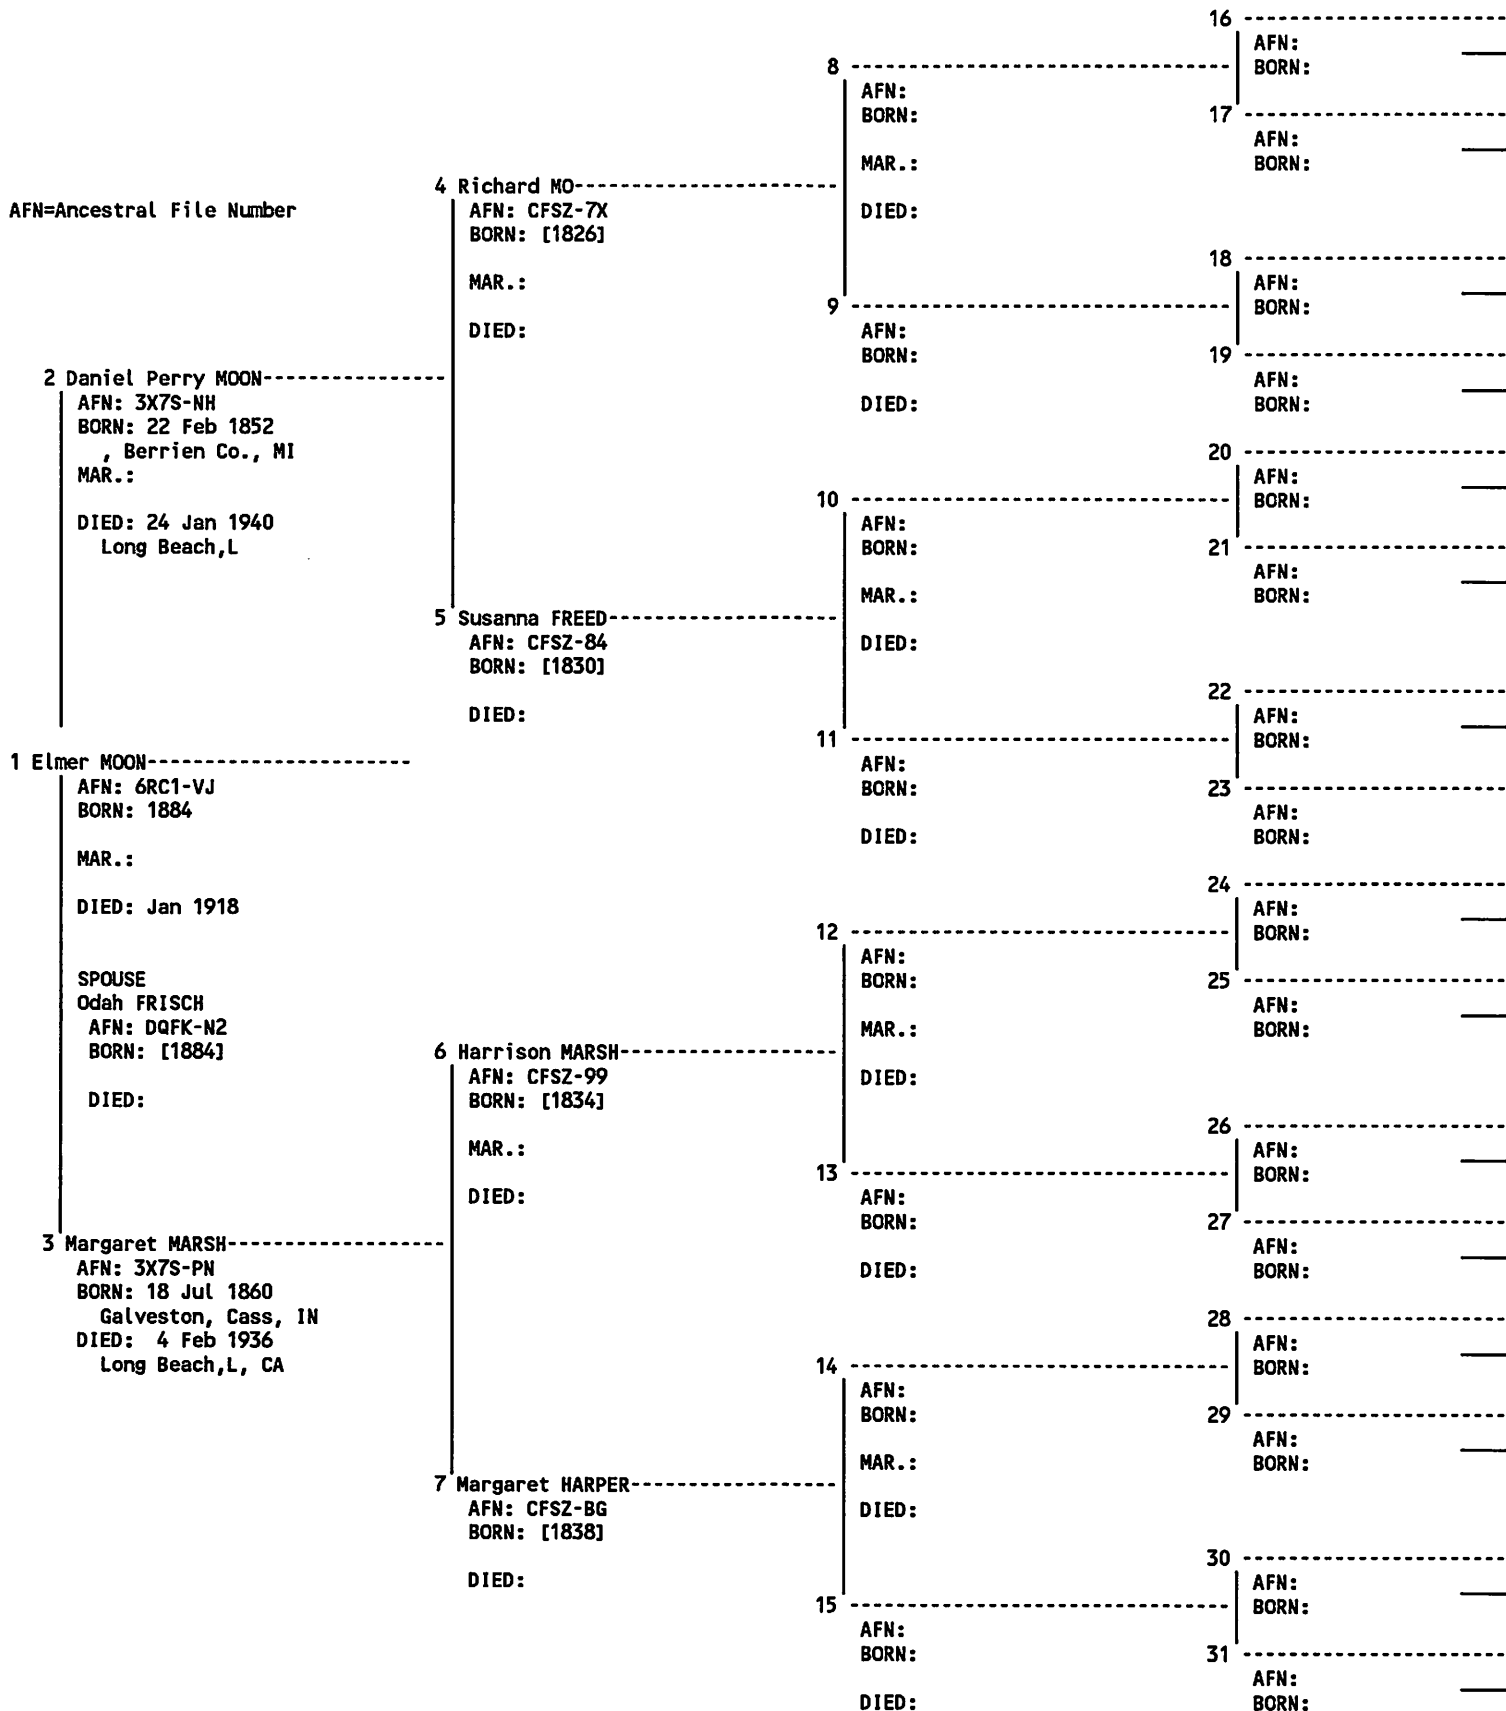 AFN=Ancestral File Number
1 Elmer MOON----------------------
AFN: 6RC1-VJ
BORN: 1884
MAR.:
DIED: Jan 1918
SPOUSE
Odah FRISCH
AFN: DQFK-N2
BORN: [1884]
DIED:
2 Daniel Perry MOON----------------
AFN: 3X7S-NH
BORN: 22 Feb 1852
, Berrien Co., MI
MAR.:
DIED: 24 Jan 1940
Long Beach,L
3 Margaret MARSH------------------
AFN: 3X7S-PN
BORN: 18 Jul 1860
Galveston, Cass, IN
DIED: 4 Feb 1936
Long Beach,L, CA
4 Richard MO----------------------
AFN: CFSZ-7X
BORN: [1826]
MAR.:
DIED:
5 Susanna FREED-------------------
AFN: CFSZ-84
BORN: [1830]
DIED:
6 Harrison MARSH------------------
AFN: CFSZ-99
BORN: [1834]
MAR.:
DIED:
7 Margaret HARPER-----------------
AFN: CFSZ-BG
BORN: [1838]
DIED:
8 --------------------------------
AFN:
BORN:
MAR.:
DIED:
9 --------------------------------
AFN:
BORN:
DIED:
10 --------------------------------
AFN:
BORN:
MAR.:
DIED:
11 --------------------------------
AFN:
BORN:
DIED:
12 --------------------------------
AFN:
BORN:
MAR.:
DIED:
13 --------------------------------
AFN:
BORN:
DIED:
14 --------------------------------
AFN:
BORN:
MAR.:
DIED:
15 --------------------------------
AFN:
BORN:
DIED:
16 ----------------------
AFN:
BORN:
17 ----------------------
AFN:
BORN:
18 ----------------------
AFN:
BORN:
19 ----------------------
AFN:
BORN:
20 ----------------------
AFN:
BORN:
21 ----------------------
AFN:
BORN:
22 ----------------------
AFN:
BORN:
23 ----------------------
AFN:
BORN:
24 ----------------------
AFN:
BORN:
25 ----------------------
AFN:
BORN:
26 ----------------------
AFN:
BORN:
27 ----------------------
AFN:
BORN:
28 ----------------------
AFN:
BORN:
29 ----------------------
AFN:
BORN:
30 ----------------------
AFN:
BORN:
31 ----------------------
AFN:
BORN: